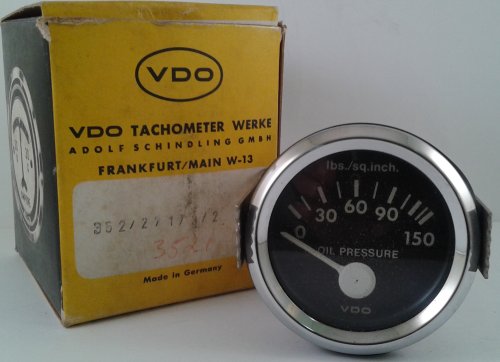 VDO
VDO TACHOMETER WERKE
ADOLF SCHINDLING GMBH
FRANKFURT/MAIN W-13
Made in Germany
lbs./sq.inch.
0 30 60 90 150
OIL PRESSURE
VDO